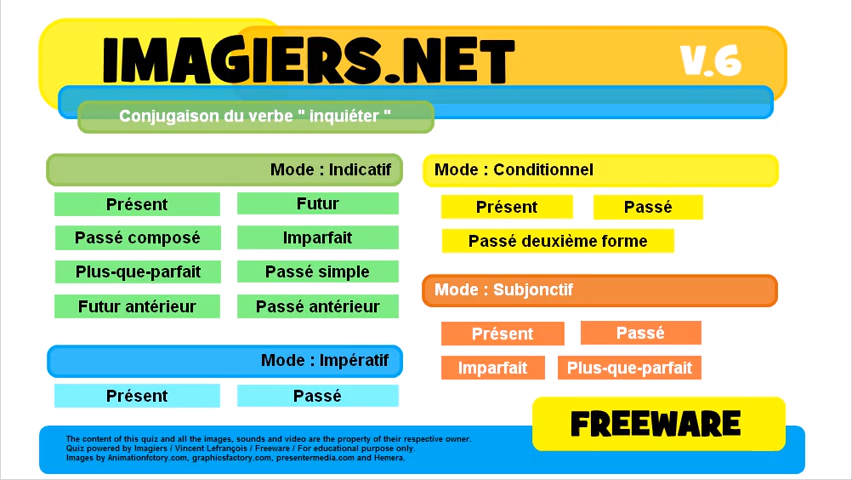 IMAGIERS.NET
V.6
Conjugaison du verbe " inquiéter "
Mode : Indicatif
Présent
Futur
Passé composé
Imparfait
Plus-que-parfait
Passé simple
Futur antérieur
Passé antérieur
Mode : Impératif
Présent
Passé
Mode : Conditionnel
Présent
Passé
Passé deuxième forme
Mode : Subjonctif
Présent
Passé
Imparfait
Plus-que-parfait
FREEWARE
The content of this quiz and all the images, sounds and video are the property of their respective owner.
Quiz powered by Imagiers / Vincent Lefrançois / Freeware / For educational purpose only.
Images by Animationfctory.com, graphicsfactory.com, presentermedia.com and Hemera.